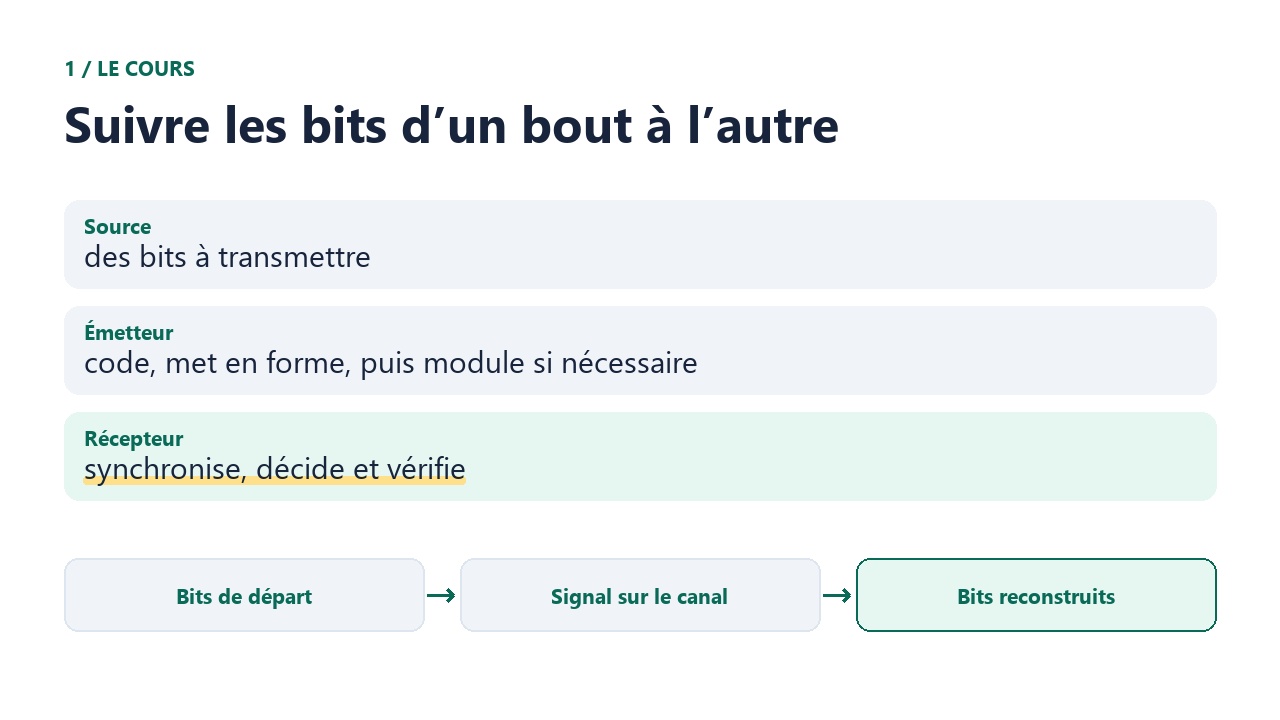 1 / LE COURS
Suivre les bits d’un bout à l’autre
Source
des bits à transmettre
Émetteur
code, met en forme, puis module si nécessaire
Récepteur
synchronise, décide et vérifie
Bits de départ
Signal sur le canal
Bits reconstruits